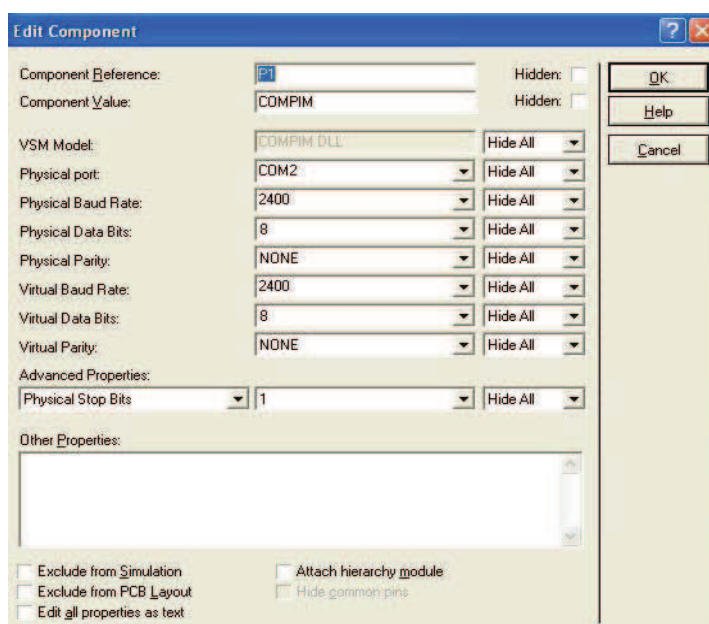 Edit Component
Component Reference: P1 Hidden:
OK
Component Value: COMPIM Hidden:
Help
VSM Model: COMPIM.DLL Hide All
Cancel
Physical port: COM2 Hide All
Physical Baud Rate: 2400 Hide All
Physical Data Bits: 8 Hide All
Physical Parity: NONE Hide All
Virtual Baud Rate: 2400 Hide All
Virtual Data Bits: 8 Hide All
Virtual Parity: NONE Hide All
Advanced Properties:
Physical Stop Bits 1 Hide All
Other Properties:
Exclude from Simulation Attach hierarchy module
Exclude from PCB Layout Hide common pins
Edit all properties as text